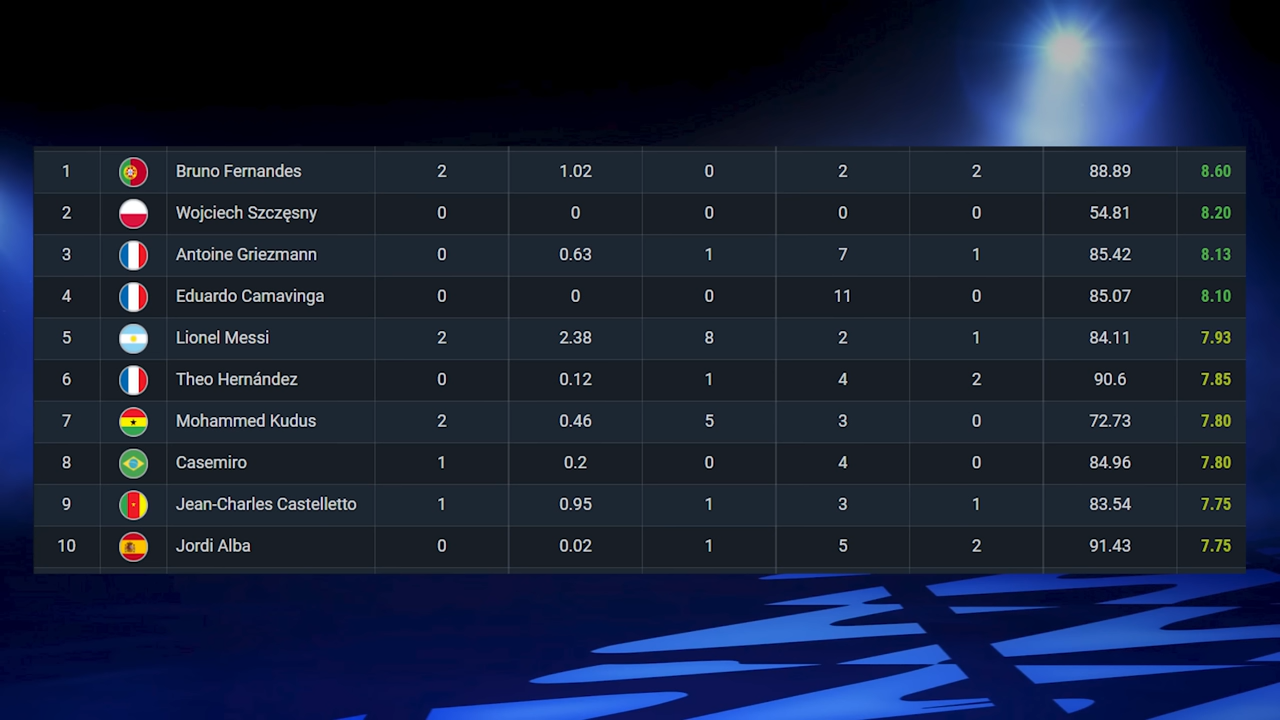 1 Bruno Fernandes 2 1.02 0 2 2 88.89 8.60
2 Wojciech Szczęsny 0 0 0 0 0 54.81 8.20
3 Antoine Griezmann 0 0.63 1 7 1 85.42 8.13
4 Eduardo Camavinga 0 0 0 11 0 85.07 8.10
5 Lionel Messi 2 2.38 8 2 1 84.11 7.93
6 Theo Hernández 0 0.12 1 4 2 90.6 7.85
7 Mohammed Kudus 2 0.46 5 3 0 72.73 7.80
8 Casemiro 1 0.2 0 4 0 84.96 7.80
9 Jean-Charles Castelletto 1 0.95 1 3 1 83.54 7.75
10 Jordi Alba 0 0.02 1 5 2 91.43 7.75